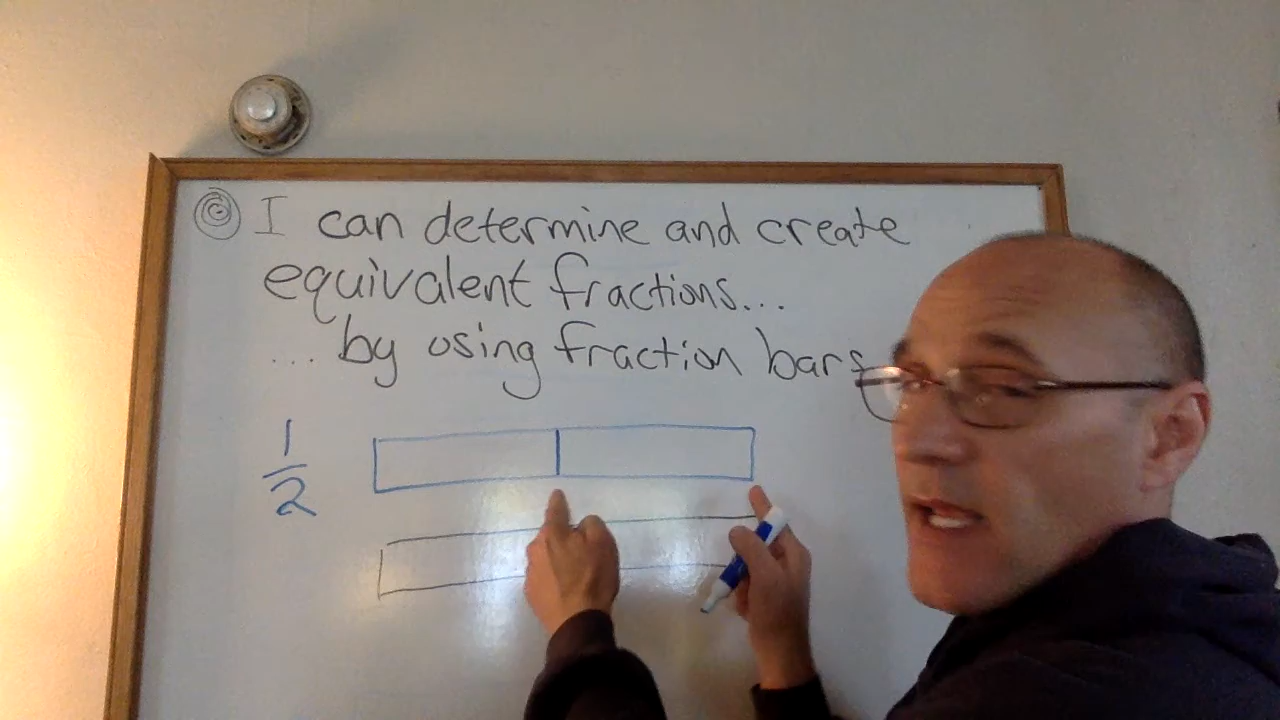 I can determine and create
equivalent fractions...
... by using fraction bars
1
2